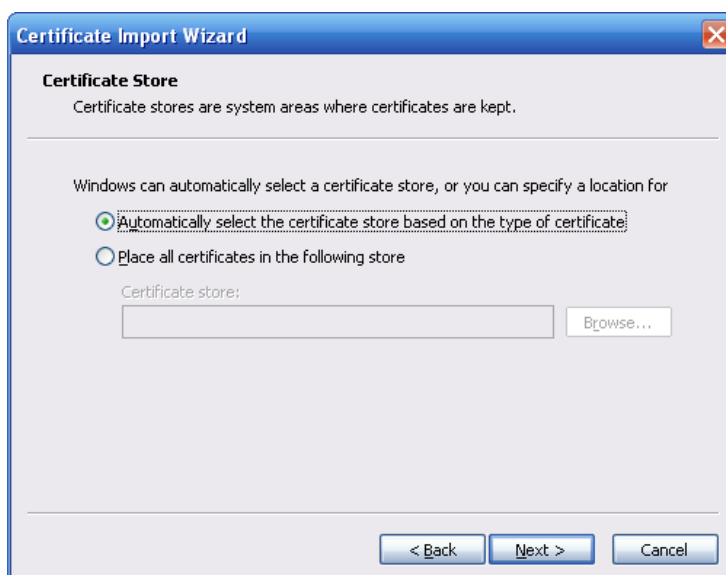 Certificate Import Wizard
Certificate Store
Certificate stores are system areas where certificates are kept.
Windows can automatically select a certificate store, or you can specify a location for
Automatically select the certificate store based on the type of certificate
Place all certificates in the following store
Certificate store:
Browse...
< Back
Next >
Cancel